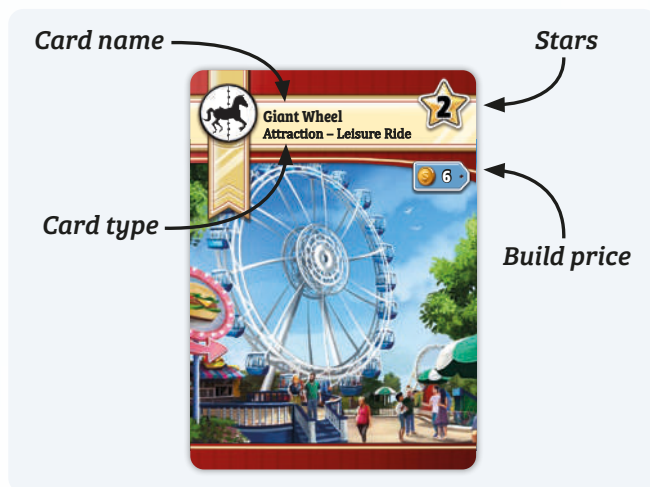 Card name
Stars
2
Giant Wheel
Attraction – Leisure Ride
6
Card type
Build price